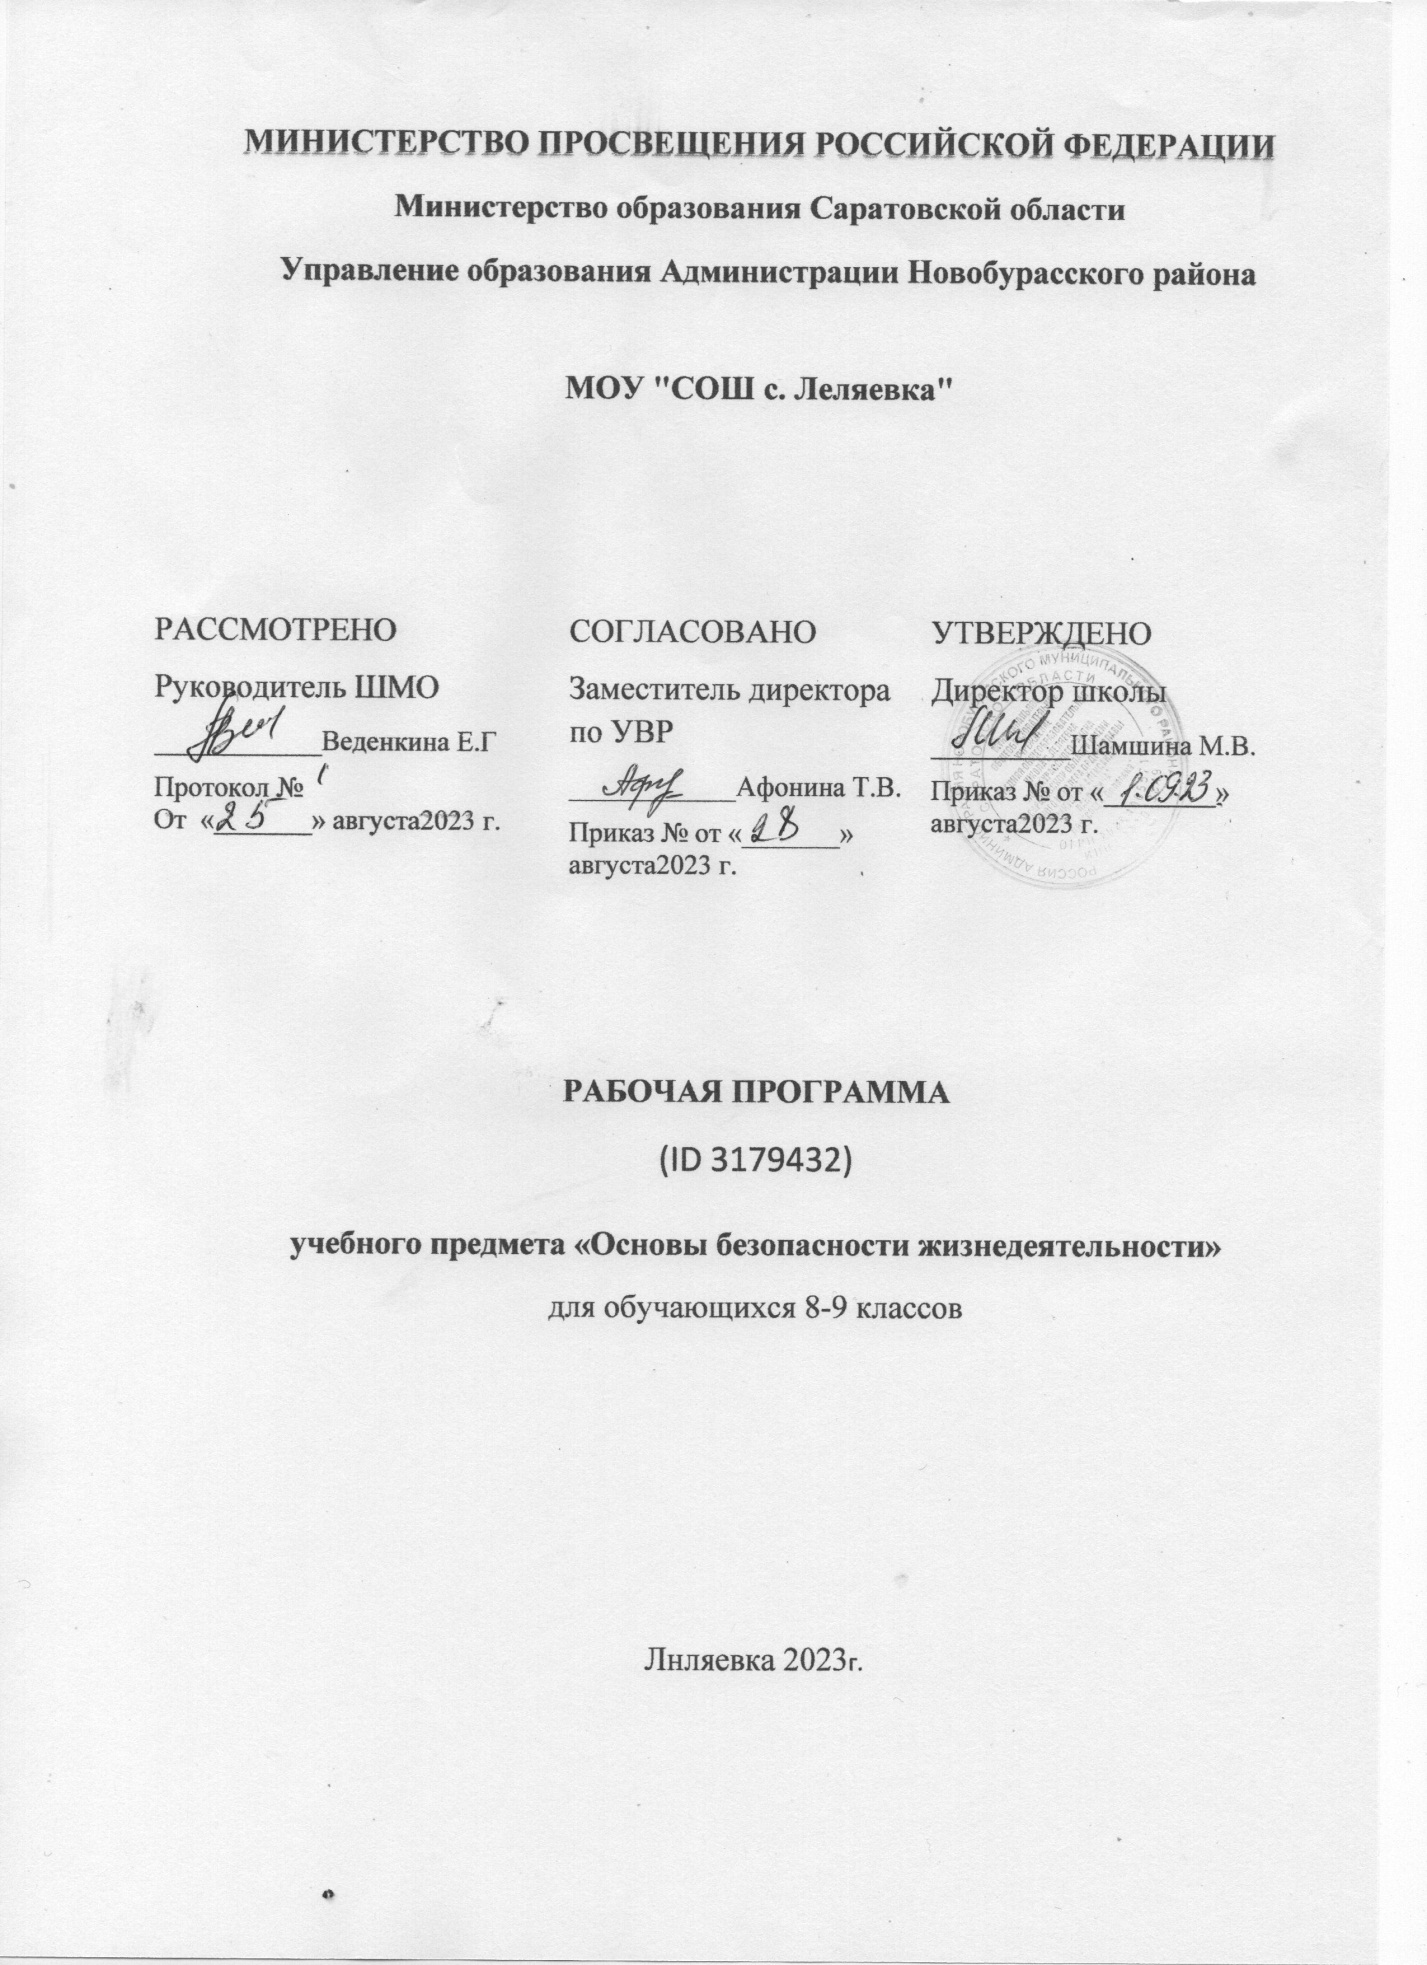 МИНИСТЕРСТВО ПРОСВЕЩЕНИЯ РОССИЙСКОЙ ФЕДЕРАЦИИ
Министерство образования Саратовской области
Управление образования Администрации Новобурасского района
МОУ "СОШ с. Леляевка"
РАССМОТРЕНО
Руководитель ШМО
Веденкина Е.Г
Протокол № 1
От «25» августа2023 г.
СОГЛАСОВАНО
Заместитель директора
по УВР
Афонина Т.В.
Приказ № от «28»
августа2023 г.
УТВЕРЖДЕНО
Директор школы
Шамшина М.В.
Приказ № от «1.09.23»
августа2023 г.
РАБОЧАЯ ПРОГРАММА
(ID 3179432)
учебного предмета «Основы безопасности жизнедеятельности»
для обучающихся 8-9 классов
Лнляевка 2023г.